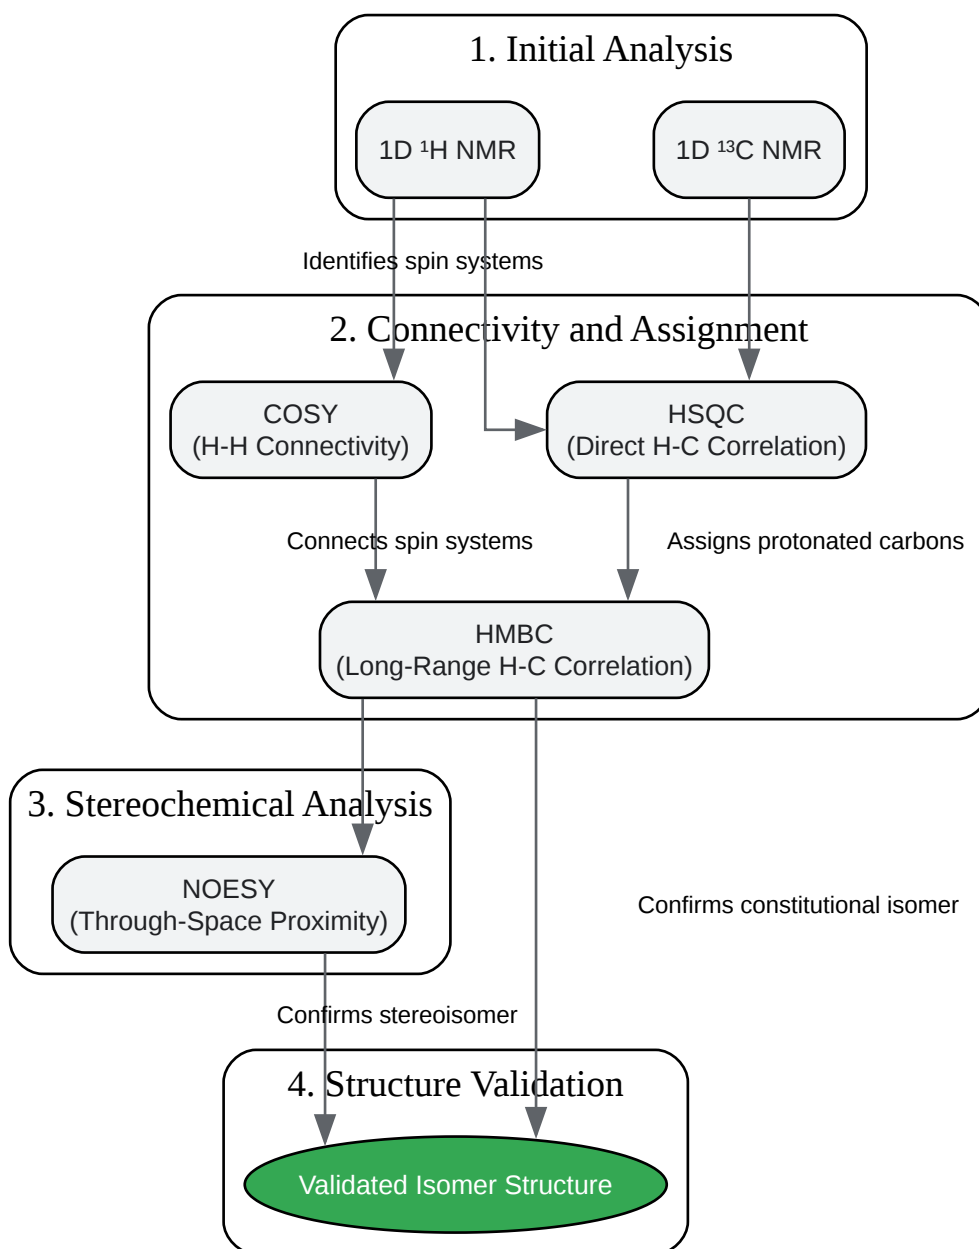 1. Initial Analysis
1D ¹H NMR
1D ¹³C NMR
Identifies spin systems
2. Connectivity and Assignment
COSY
(H-H Connectivity)
HSQC
(Direct H-C Correlation)
Connects spin systems
Assigns protonated carbons
HMBC
(Long-Range H-C Correlation)
3. Stereochemical Analysis
NOESY
(Through-Space Proximity)
Confirms constitutional isomer
Confirms stereoisomer
4. Structure Validation
Validated Isomer Structure